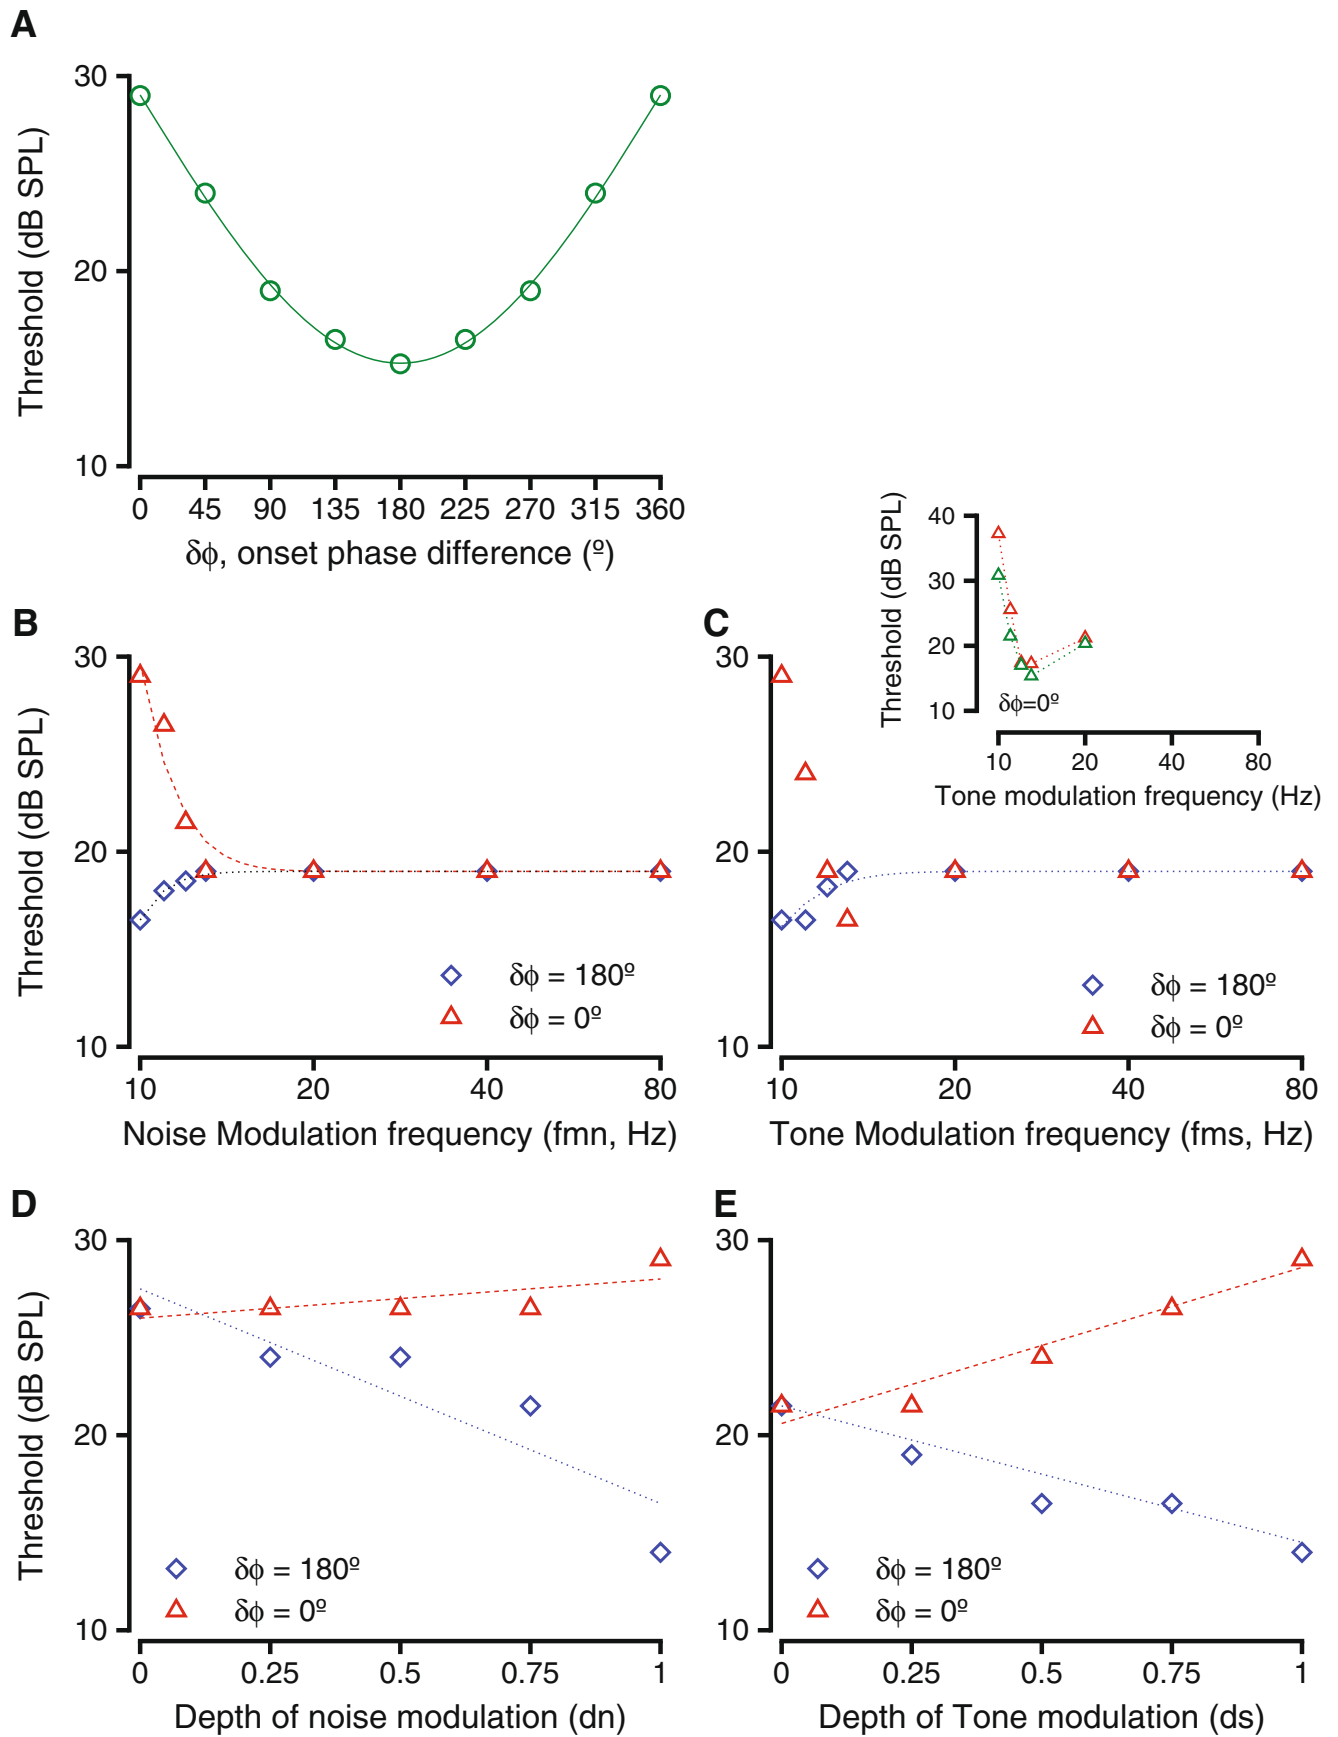 A
30
20
10
Threshold (dB SPL)
0 45 90 135 180 225 270 315 360
δϕ, onset phase difference (º)
B
30
20
10
Threshold (dB SPL)
δϕ = 180º
δϕ = 0º
10 20 40 80
Noise Modulation frequency (fmn, Hz)
C
30
20
10
δϕ = 180º
δϕ = 0º
10 20 40 80
Tone Modulation frequency (fms, Hz)
40
30
20
10
Threshold (dB SPL)
δϕ=0º
10 20 40 80
Tone modulation frequency (Hz)
D
30
20
10
Threshold (dB SPL)
δϕ = 180º
δϕ = 0º
0 0.25 0.5 0.75 1
Depth of noise modulation (dn)
E
30
20
10
δϕ = 180º
δϕ = 0º
0 0.25 0.5 0.75 1
Depth of Tone modulation (ds)